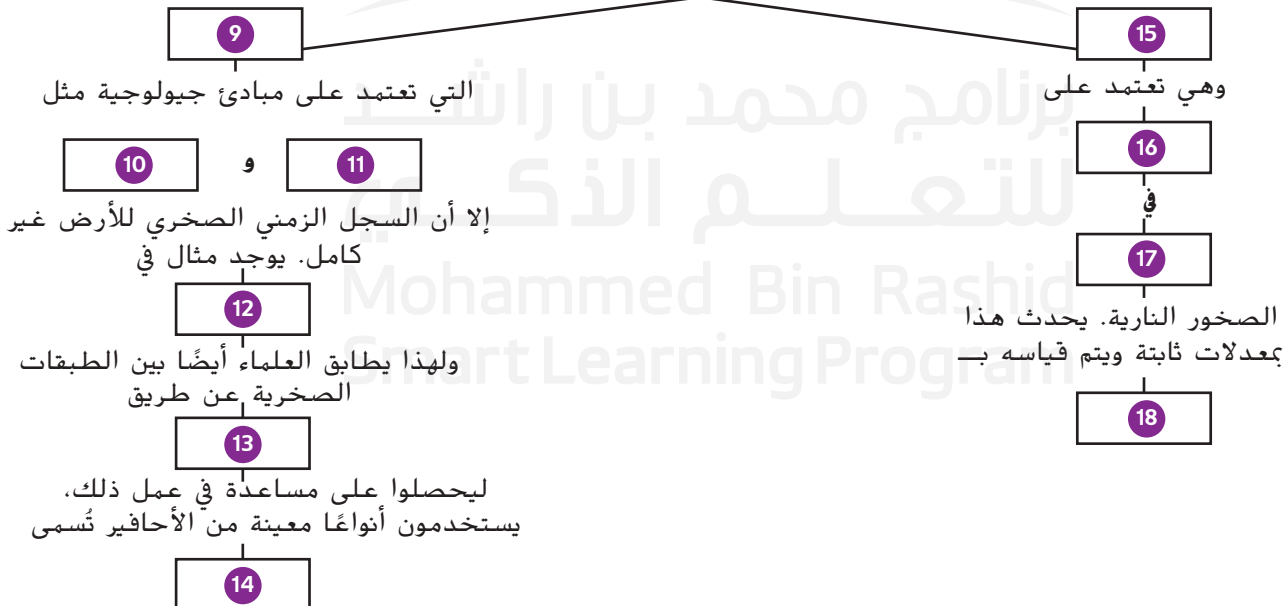 15
وهي تعتمد على
16
في
17
الصخور النارية. يحدث هذا
بمعدلات ثابتة ويتم قياسه بـــ
18
9
التي تعتمد على مبادئ جيولوجية مثل
11 و 10
إلا أن السجل الزمني الصخري للأرض غير
كامل. يوجد مثال في
12
ولهذا يطابق العلماء أيضًا بين الطبقات
الصخرية عن طريق
13
ليحصلوا على مساعدة في عمل ذلك،
يستخدمون أنواعًا معينة من الأحافير تُسمى
14
برنامج محمد بن راشد
للتعلم الذكي
Mohammed Bin Rashid
Smart Learning Program